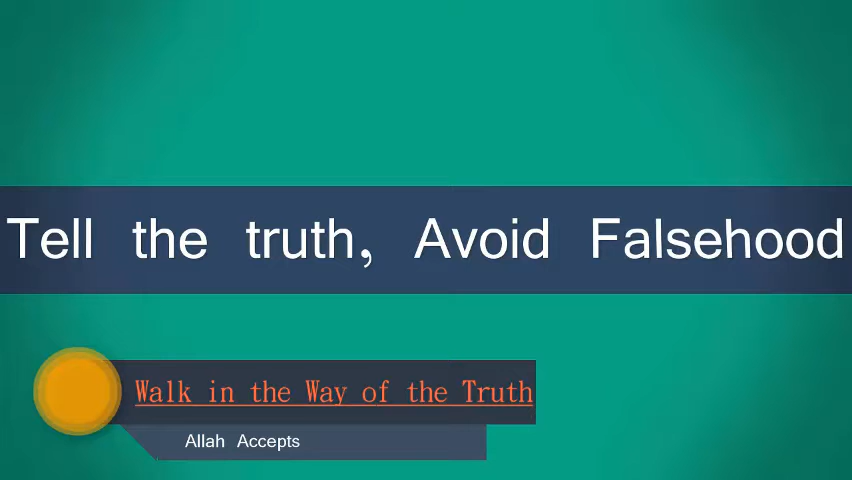 Tell the truth, Avoid Falsehood
Walk in the Way of the Truth
Allah Accepts